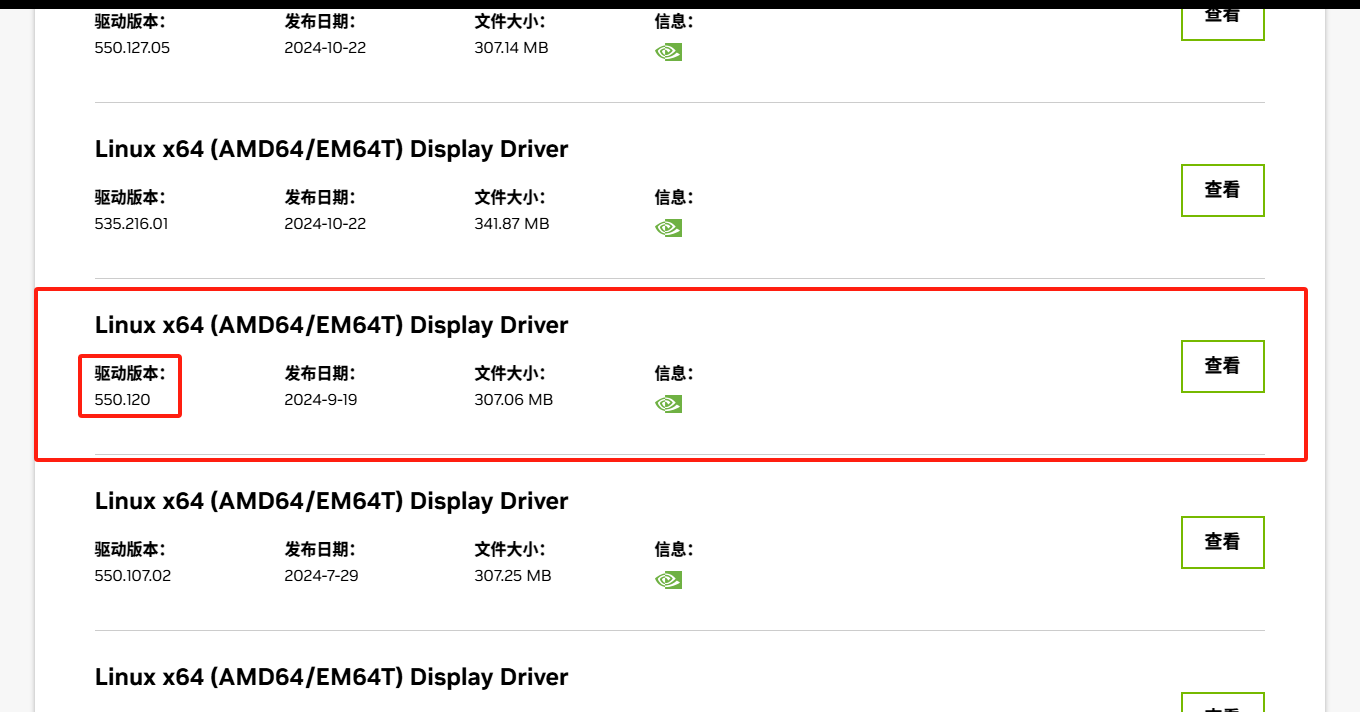 驱动版本: 发布日期: 文件大小: 信息: 查看
550.127.05 2024-10-22 307.14 MB
Linux x64 (AMD64/EM64T) Display Driver
驱动版本: 发布日期: 文件大小: 信息: 查看
535.216.01 2024-10-22 341.87 MB
Linux x64 (AMD64/EM64T) Display Driver
驱动版本: 发布日期: 文件大小: 信息: 查看
550.120 2024-9-19 307.06 MB
Linux x64 (AMD64/EM64T) Display Driver
驱动版本: 发布日期: 文件大小: 信息: 查看
550.107.02 2024-7-29 307.25 MB
Linux x64 (AMD64/EM64T) Display Driver